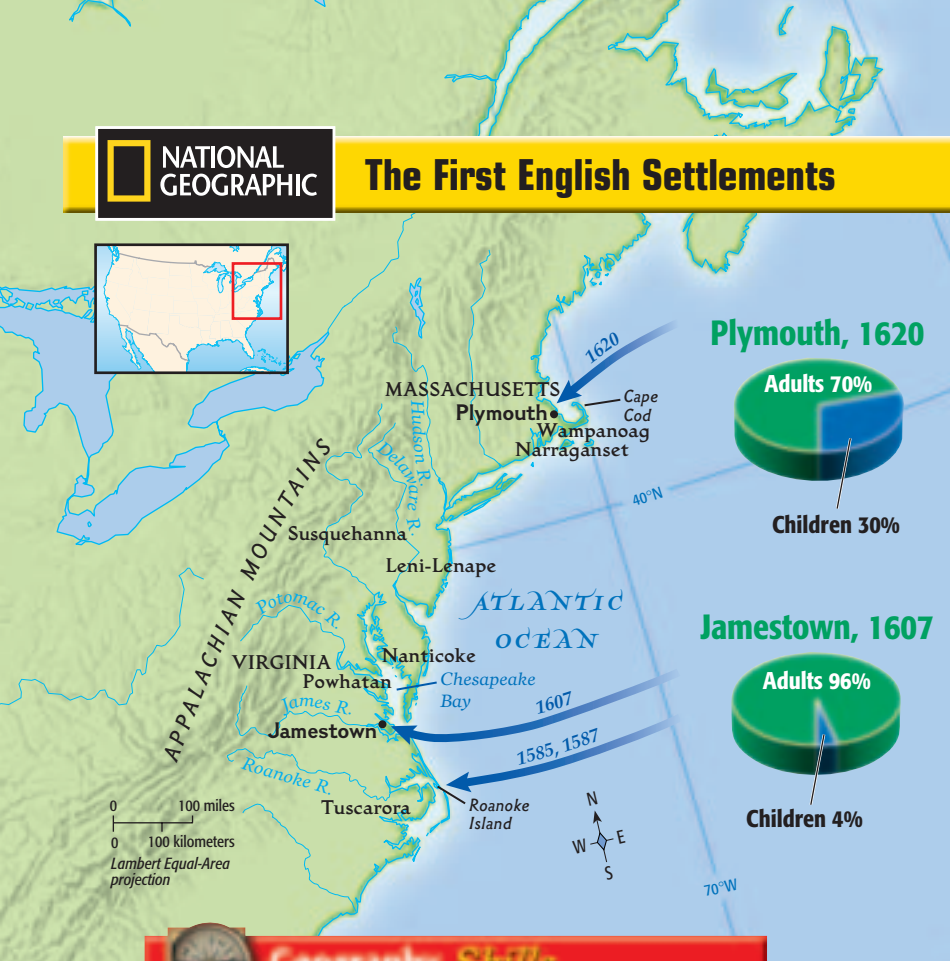 NATIONAL
GEOGRAPHIC
The First English Settlements
Plymouth, 1620
Adults 70%
Children 30%
1620
MASSACHUSETTS
Plymouth
Cape
Cod
Wampanoag
Narraganset
Hudson R.
Delaware R.
40°N
APPALACHIAN MOUNTAINS
Susquehanna
Leni-Lenape
ATLANTIC
OCEAN
Potomac R.
Jamestown, 1607
Adults 96%
Children 4%
VIRGINIA
Nanticoke
Powhatan
Chesapeake
Bay
James R.
1607
Jamestown
1585, 1587
Roanoke R.
Tuscarora
Roanoke
Island
0 100 miles
0 100 kilometers
Lambert Equal-Area
projection
N
W E
S
70°W